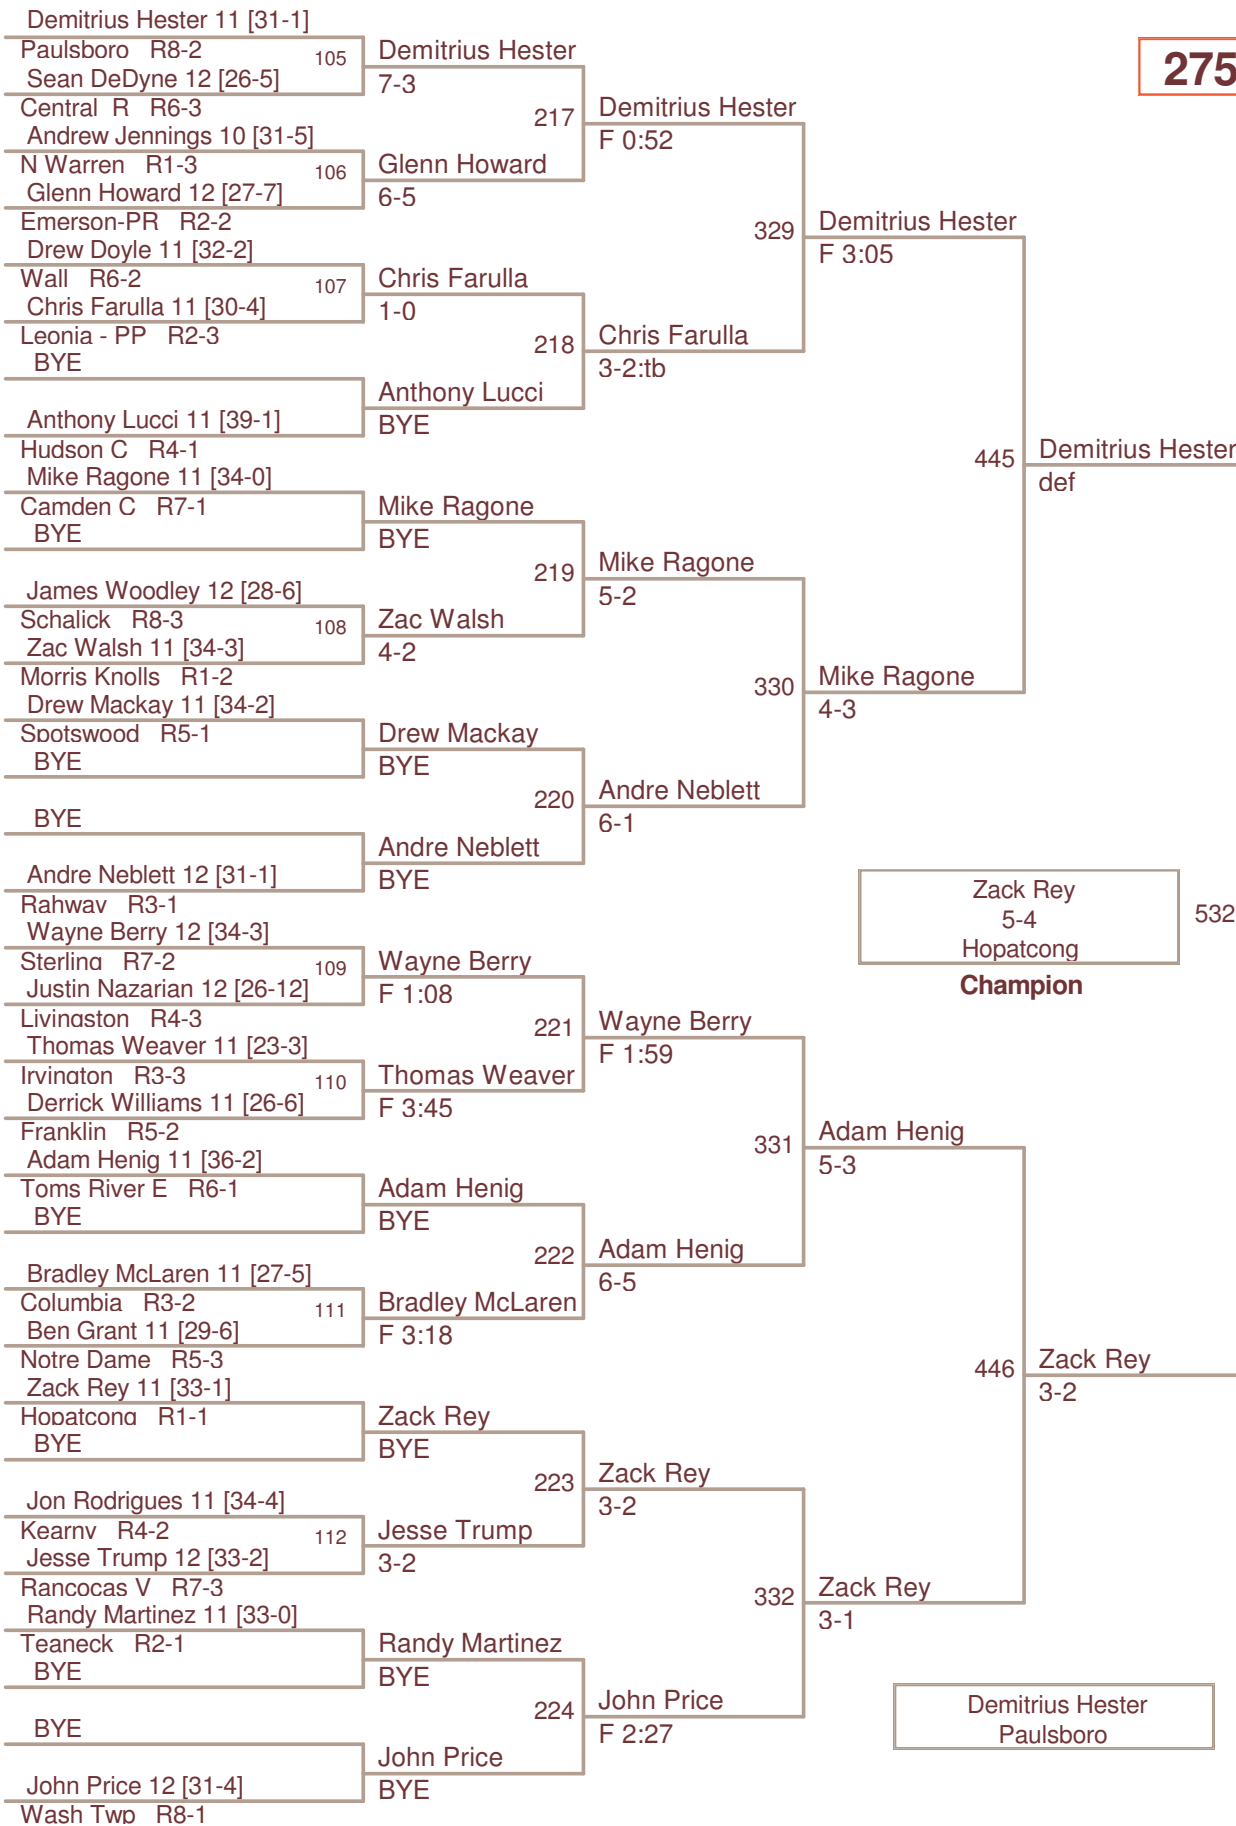 Demitrius Hester 11 [31-1]
Paulsboro R8-2
105
Sean DeDyne 12 [26-5]
Central R R6-3
Andrew Jennings 10 [31-5]
N Warren R1-3
106
Glenn Howard 12 [27-7]
Emerson-PR R2-2
Drew Doyle 11 [32-2]
Wall R6-2
107
Chris Farulla 11 [30-4]
Leonia - PP R2-3
BYE
Anthony Lucci 11 [39-1]
Hudson C R4-1
Mike Ragone 11 [34-0]
Camden C R7-1
BYE
James Woodley 12 [28-6]
Schalick R8-3
108
Zac Walsh 11 [34-3]
Morris Knolls R1-2
Drew Mackay 11 [34-2]
Spotswood R5-1
BYE
BYE
Andre Neblett 12 [31-1]
Rahway R3-1
Wayne Berry 12 [34-3]
Sterling R7-2
109
Justin Nazarian 12 [26-12]
Livingston R4-3
Thomas Weaver 11 [23-3]
Irvington R3-3
110
Derrick Williams 11 [26-6]
Franklin R5-2
Adam Henig 11 [36-2]
Toms River E R6-1
BYE
Bradley McLaren 11 [27-5]
Columbia R3-2
111
Ben Grant 11 [29-6]
Notre Dame R5-3
Zack Rey 11 [33-1]
Hopatcong R1-1
BYE
Jon Rodrigues 11 [34-4]
Kearny R4-2
112
Jesse Trump 12 [33-2]
Rancocas V R7-3
Randy Martinez 11 [33-0]
Teaneck R2-1
BYE
BYE
John Price 12 [31-4]
Wash Twp R8-1
Demitrius Hester
7-3
217
Glenn Howard
6-5
Chris Farulla
1-0
218
Anthony Lucci
BYE
Mike Ragone
BYE
219
Zac Walsh
4-2
Drew Mackay
BYE
220
Andre Neblett
BYE
Wayne Berry
F 1:08
221
Thomas Weaver
F 3:45
Adam Henig
BYE
222
Bradley McLaren
F 3:18
Zack Rey
BYE
223
Jesse Trump
3-2
Randy Martinez
BYE
224
John Price
BYE
Demitrius Hester
F 0:52
329
Chris Farulla
3-2:tb
Mike Ragone
5-2
330
Andre Neblett
6-1
Wayne Berry
F 1:59
331
Adam Henig
6-5
Zack Rey
3-2
332
John Price
F 2:27
Demitrius Hester
F 3:05
445
Mike Ragone
4-3
Adam Henig
5-3
446
Zack Rey
3-1
275
Demitrius Hester
def
Zack Rey
5-4
Hopatcong
532
Champion
Zack Rey
3-2
Demitrius Hester
Paulsboro